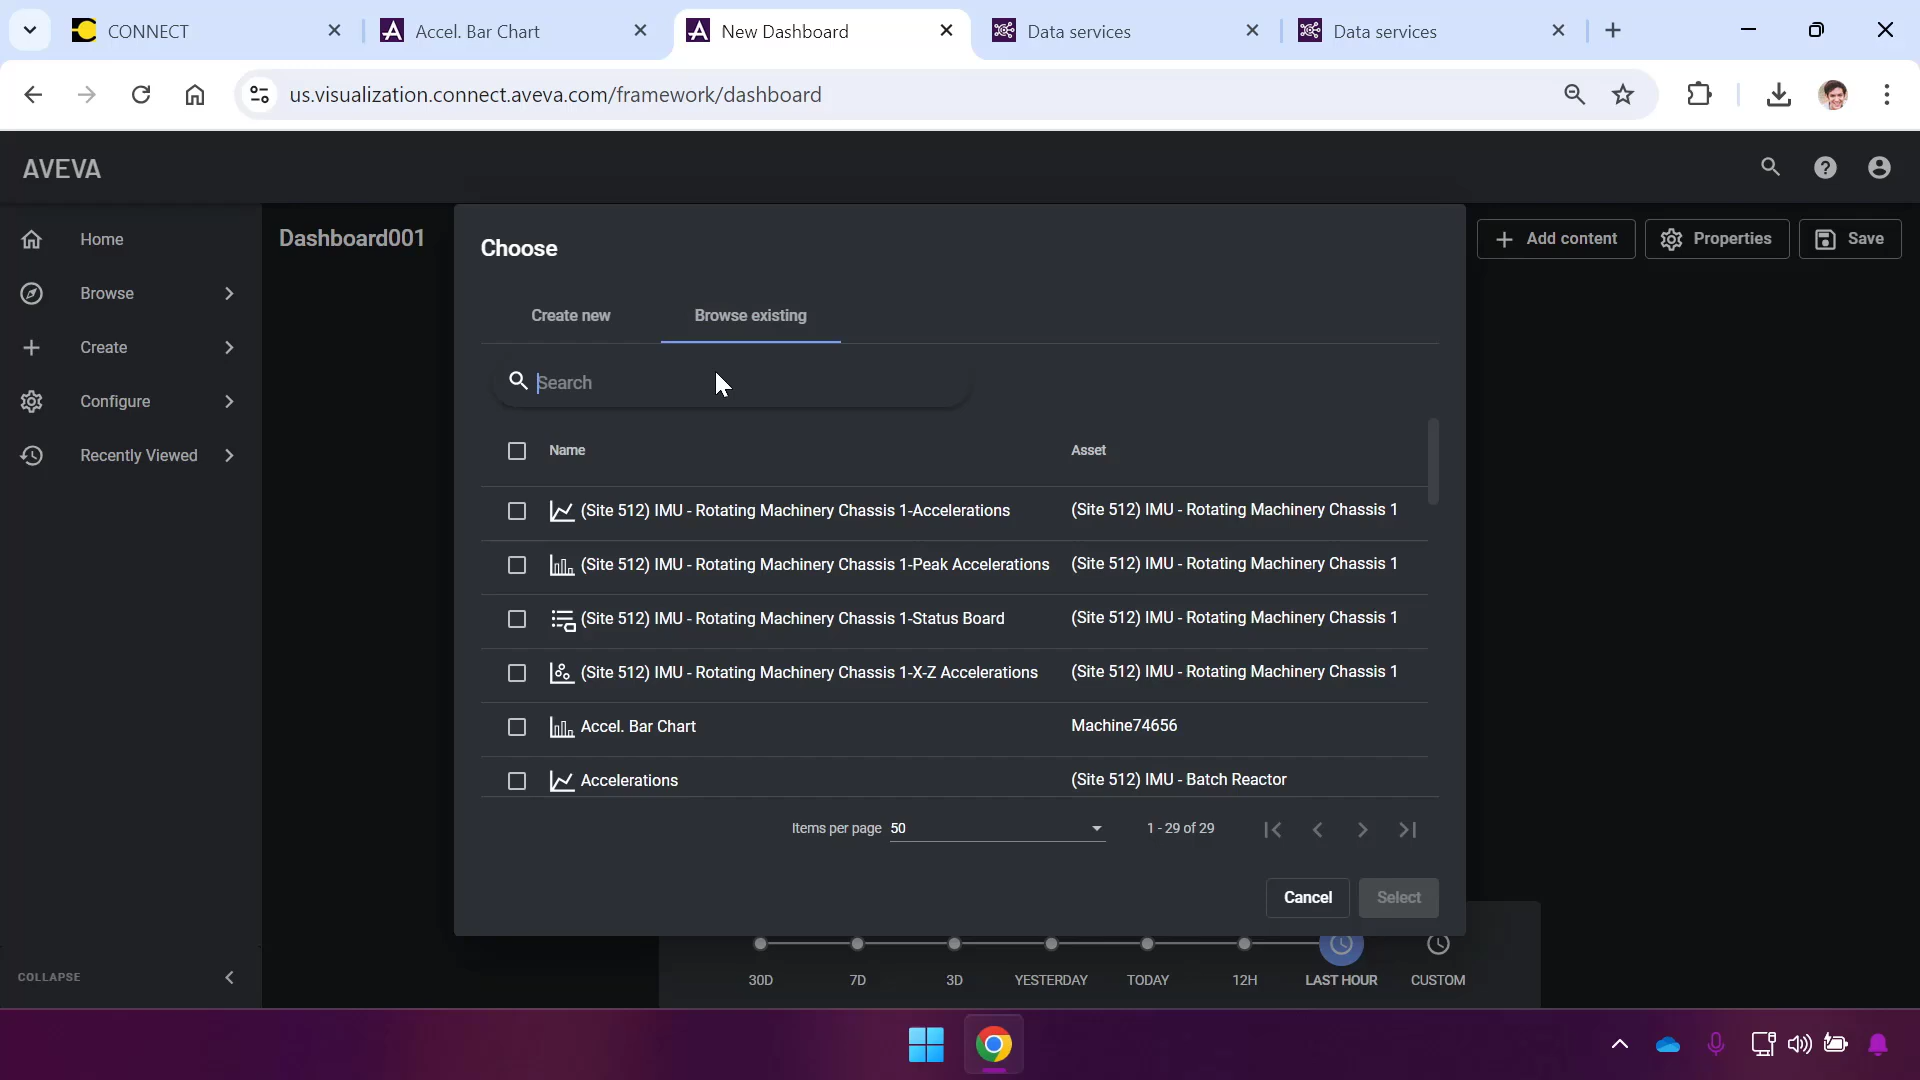 CONNECT
Accel. Bar Chart
New Dashboard
Data services
Data services
us.visualization.connect.aveva.com/framework/dashboard
AVEVA
Home
Browse
Create
Configure
Recently Viewed
COLLAPSE
Dashboard001
Add content
Properties
Save
Choose
Create new
Browse existing
Search
Name Asset
(Site 512) IMU - Rotating Machinery Chassis 1-Accelerations (Site 512) IMU - Rotating Machinery Chassis 1
(Site 512) IMU - Rotating Machinery Chassis 1-Peak Accelerations (Site 512) IMU - Rotating Machinery Chassis 1
(Site 512) IMU - Rotating Machinery Chassis 1-Status Board (Site 512) IMU - Rotating Machinery Chassis 1
(Site 512) IMU - Rotating Machinery Chassis 1-X-Z Accelerations (Site 512) IMU - Rotating Machinery Chassis 1
Accel. Bar Chart Machine74656
Accelerations (Site 512) IMU - Batch Reactor
Items per page 50 1 - 29 of 29
Cancel Select
30D 7D 3D YESTERDAY TODAY 12H LAST HOUR CUSTOM